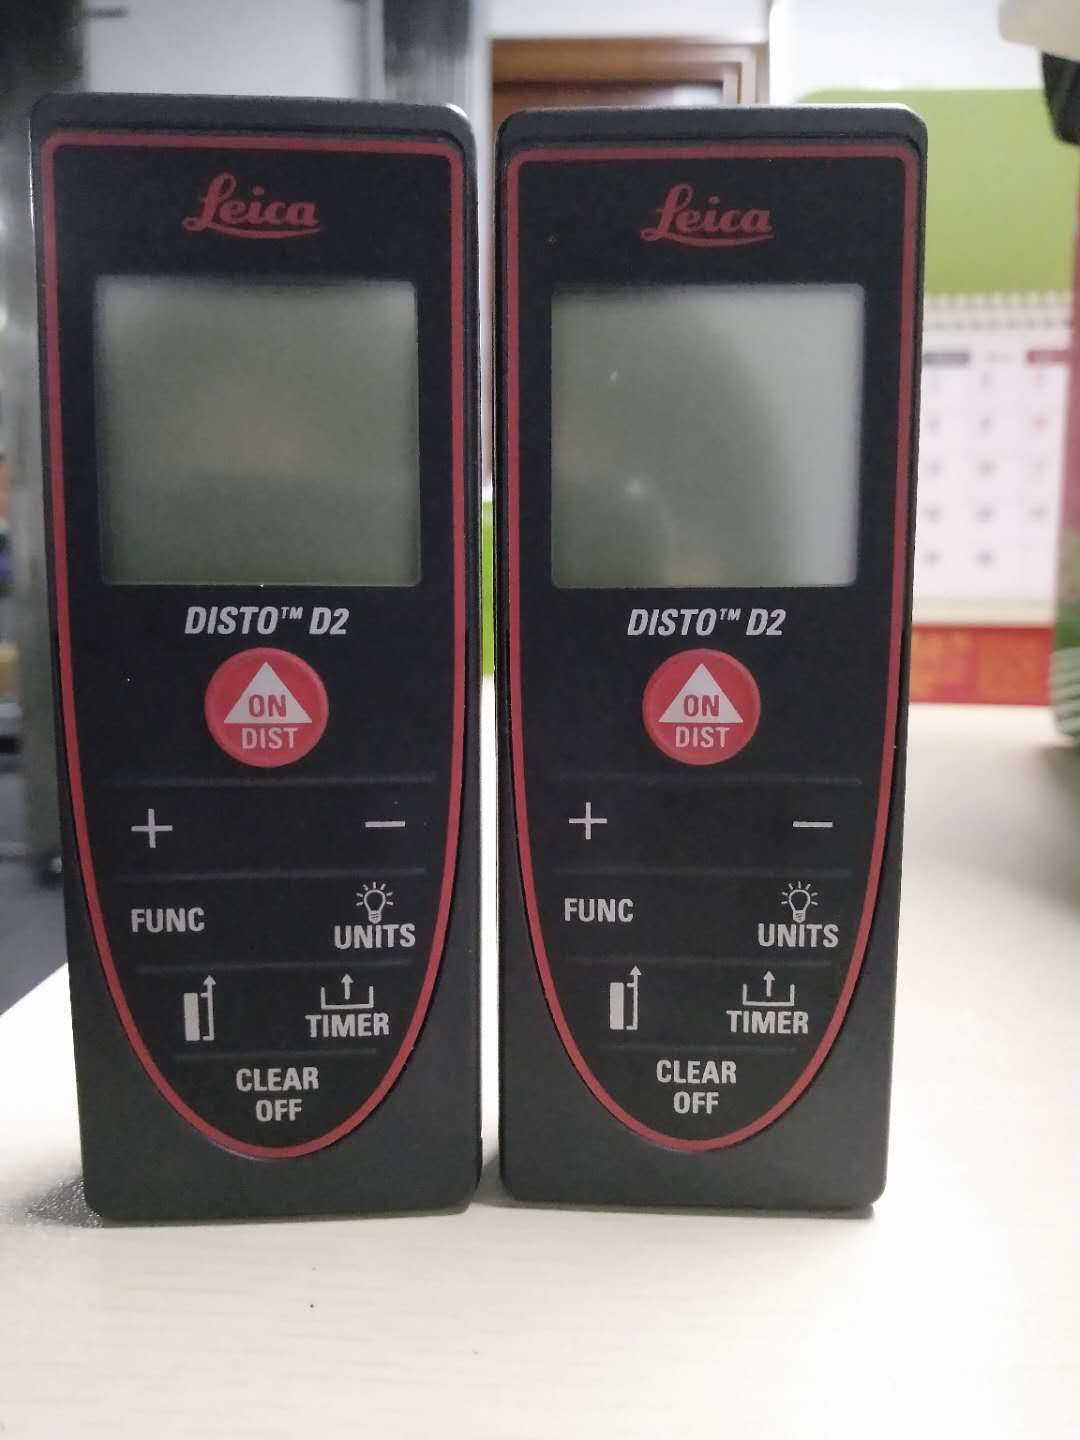 Leica
DISTO™ D2
ON
DIST
+ −
FUNC
UNITS
TIMER
CLEAR
OFF
Leica
DISTO™ D2
ON
DIST
+ −
FUNC
UNITS
TIMER
CLEAR
OFF